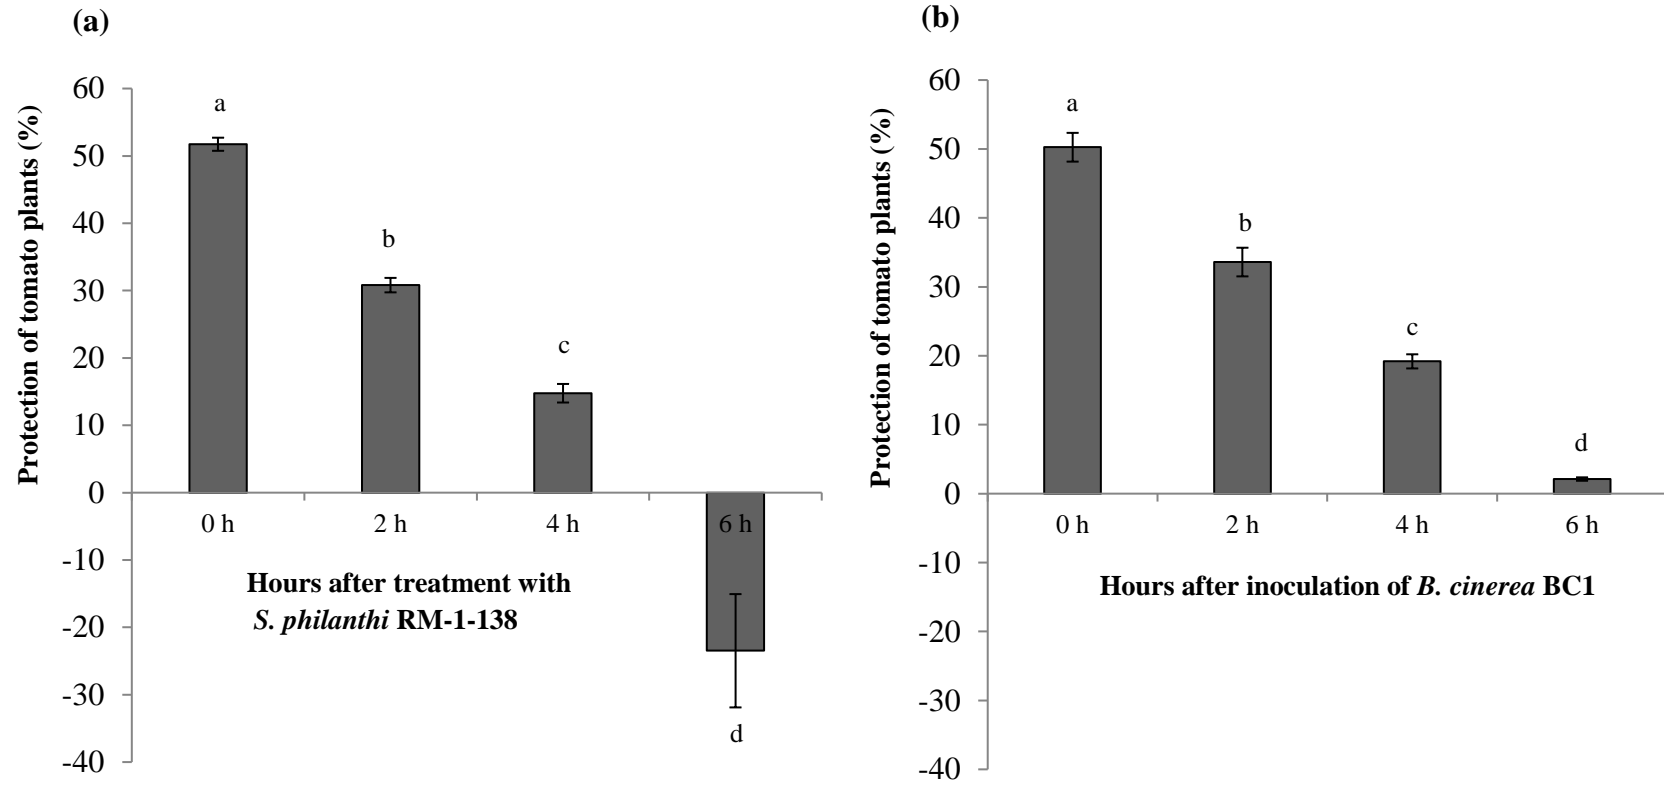 (a)
60
50
40
30
20
10
0
-10
-20
-30
-40
Protection of tomato plants (%)
a
b
c
d
0 h
2 h
4 h
6 h
Hours after treatment with
S. philanthi RM-1-138
(b)
60
50
40
30
20
10
0
-10
-20
-30
-40
Protection of tomato plants (%)
a
b
c
d
0 h
2 h
4 h
6 h
Hours after inoculation of B. cinerea BC1